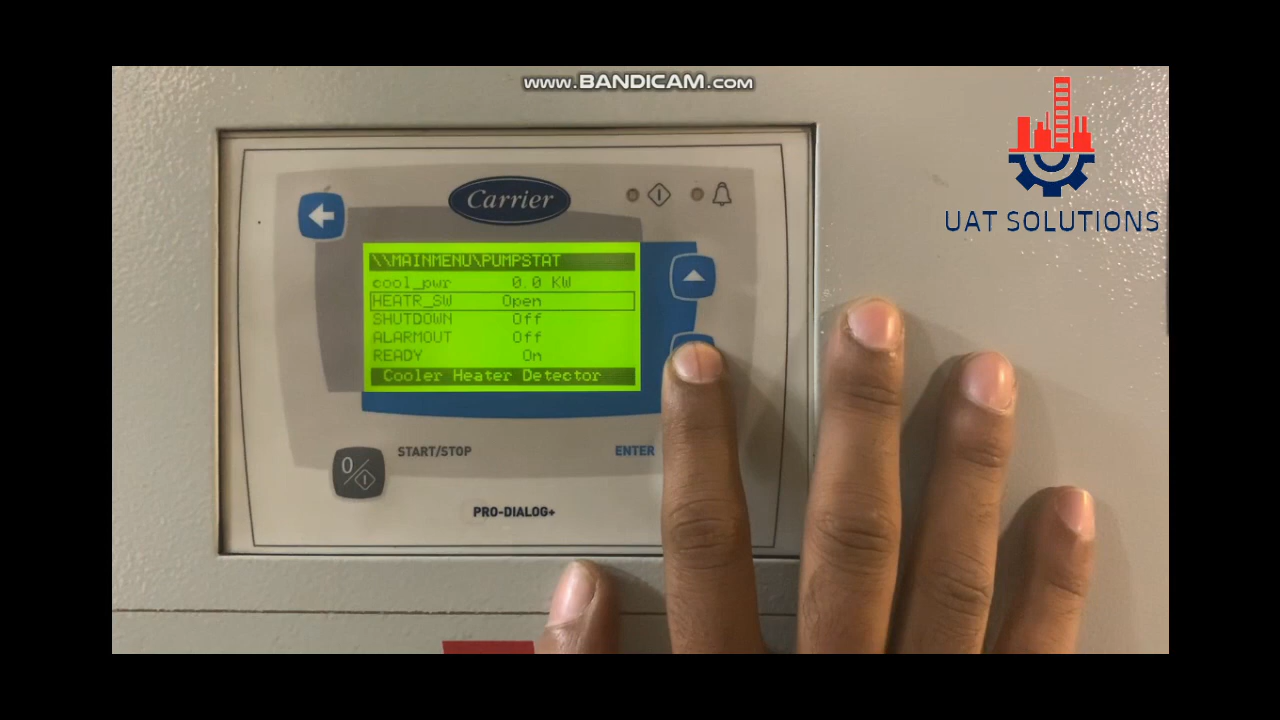 www.BANDICAM.com
UAT SOLUTIONS
Carrier
\\MAINMENU\PUMPSTAT
cool_pwr 0.0 KW
HEATR_SW Open
SHUTDOWN Off
ALARMOUT Off
READY On
Cooler Heater Detector
START/STOP
ENTER
0/I
PRO-DIALOG+